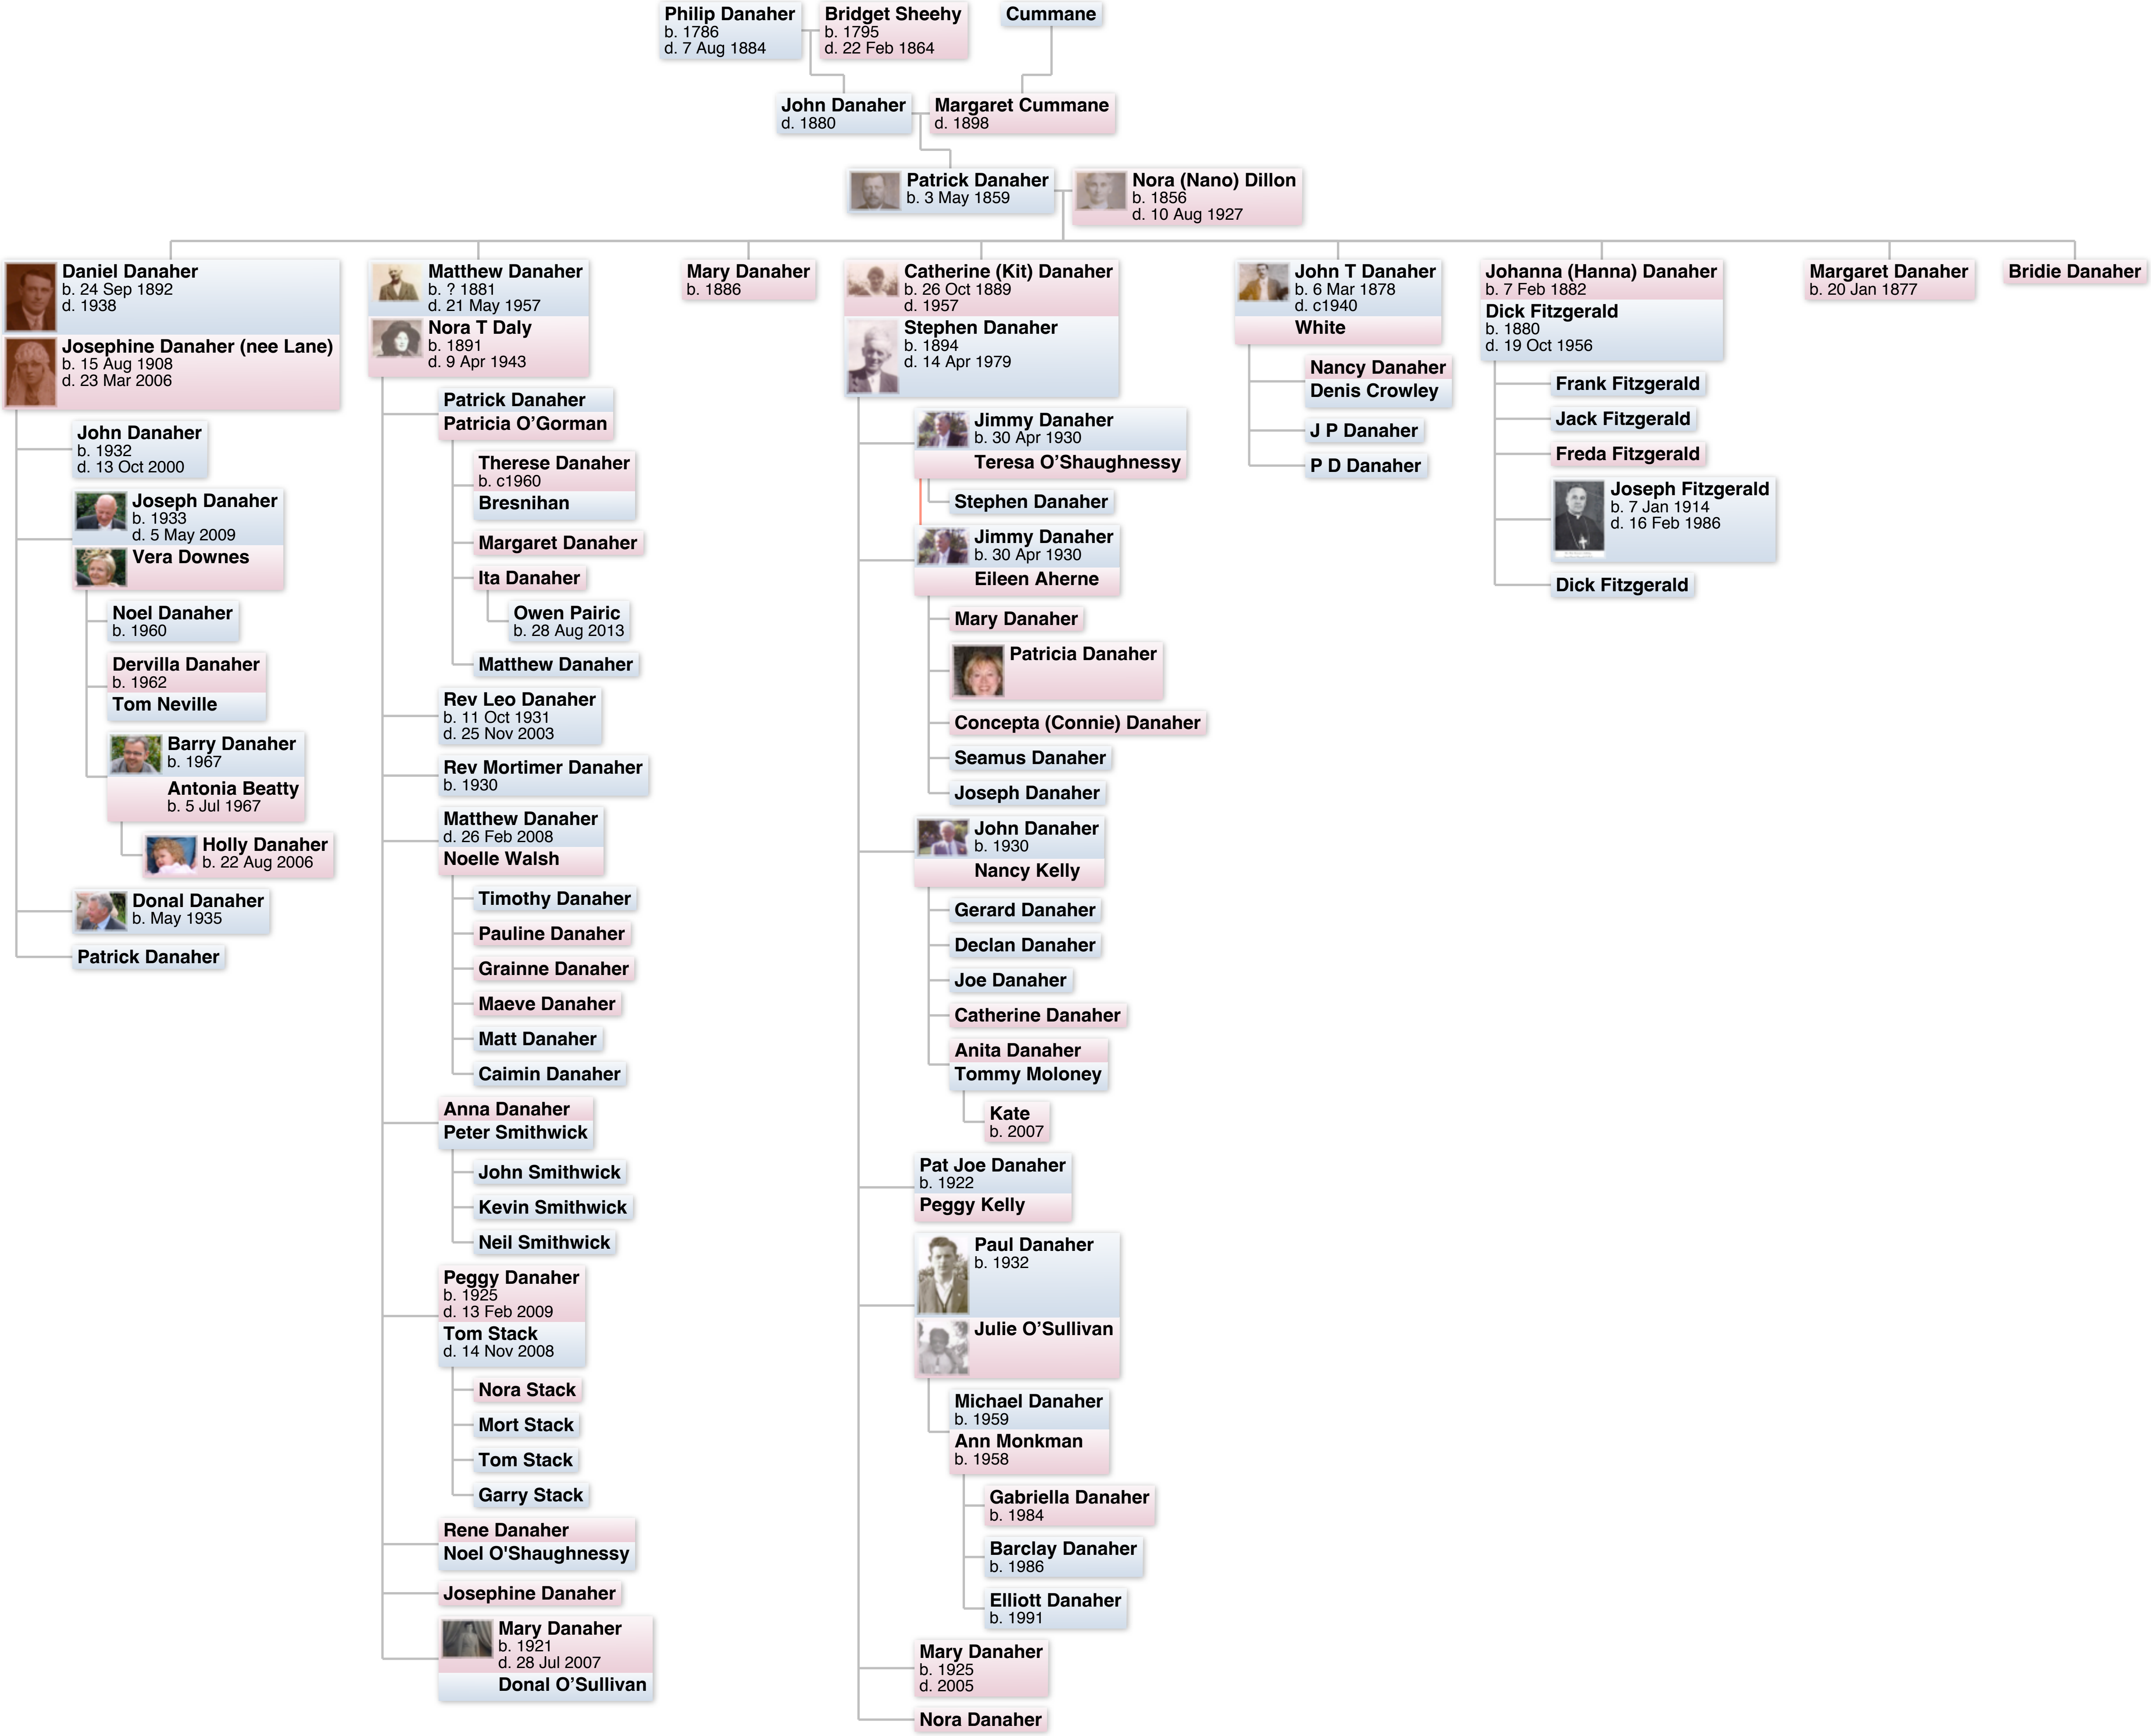 Philip Danaher
b. 1786
d. 7 Aug 1884
Bridget Sheehy
b. 1795
d. 22 Feb 1864
Cummane
John Danaher
d. 1880
Margaret Cummane
d. 1898
Patrick Danaher
b. 3 May 1859
Nora (Nano) Dillon
b. 1856
d. 10 Aug 1927
Daniel Danaher
b. 24 Sep 1892
d. 1938
Josephine Danaher (nee Lane)
b. 15 Aug 1908
d. 23 Mar 2006
John Danaher
b. 1932
d. 13 Oct 2000
Joseph Danaher
b. 1933
d. 5 May 2009
Vera Downes
Noel Danaher
b. 1960
Dervilla Danaher
b. 1962
Tom Neville
Barry Danaher
b. 1967
Antonia Beatty
b. 5 Jul 1967
Holly Danaher
b. 22 Aug 2006
Donal Danaher
b. May 1935
Patrick Danaher
Matthew Danaher
b. ? 1881
d. 21 May 1957
Nora T Daly
b. 1891
d. 9 Apr 1943
Patrick Danaher
Patricia O’Gorman
Therese Danaher
b. c1960
Bresnihan
Margaret Danaher
Ita Danaher
Owen Pairic
b. 28 Aug 2013
Matthew Danaher
Rev Leo Danaher
b. 11 Oct 1931
d. 25 Nov 2003
Rev Mortimer Danaher
b. 1930
Matthew Danaher
d. 26 Feb 2008
Noelle Walsh
Timothy Danaher
Pauline Danaher
Grainne Danaher
Maeve Danaher
Matt Danaher
Caimin Danaher
Anna Danaher
Peter Smithwick
John Smithwick
Kevin Smithwick
Neil Smithwick
Peggy Danaher
b. 1925
d. 13 Feb 2009
Tom Stack
d. 14 Nov 2008
Nora Stack
Mort Stack
Tom Stack
Garry Stack
Rene Danaher
Noel O'Shaughnessy
Josephine Danaher
Mary Danaher
b. 1921
d. 28 Jul 2007
Donal O’Sullivan
Mary Danaher
b. 1886
Catherine (Kit) Danaher
b. 26 Oct 1889
d. 1957
Stephen Danaher
b. 1894
d. 14 Apr 1979
Jimmy Danaher
b. 30 Apr 1930
Teresa O’Shaughnessy
Stephen Danaher
Jimmy Danaher
b. 30 Apr 1930
Eileen Aherne
Mary Danaher
Patricia Danaher
Concepta (Connie) Danaher
Seamus Danaher
Joseph Danaher
John Danaher
b. 1930
Nancy Kelly
Gerard Danaher
Declan Danaher
Joe Danaher
Catherine Danaher
Anita Danaher
Tommy Moloney
Kate
b. 2007
Pat Joe Danaher
b. 1922
Peggy Kelly
Paul Danaher
b. 1932
Julie O’Sullivan
Michael Danaher
b. 1959
Ann Monkman
b. 1958
Gabriella Danaher
b. 1984
Barclay Danaher
b. 1986
Elliott Danaher
b. 1991
Mary Danaher
b. 1925
d. 2005
Nora Danaher
John T Danaher
b. 6 Mar 1878
d. c1940
White
Nancy Danaher
Denis Crowley
J P Danaher
P D Danaher
Johanna (Hanna) Danaher
b. 7 Feb 1882
Dick Fitzgerald
b. 1880
d. 19 Oct 1956
Frank Fitzgerald
Jack Fitzgerald
Freda Fitzgerald
Joseph Fitzgerald
b. 7 Jan 1914
d. 16 Feb 1986
Dick Fitzgerald
Margaret Danaher
b. 20 Jan 1877
Bridie Danaher